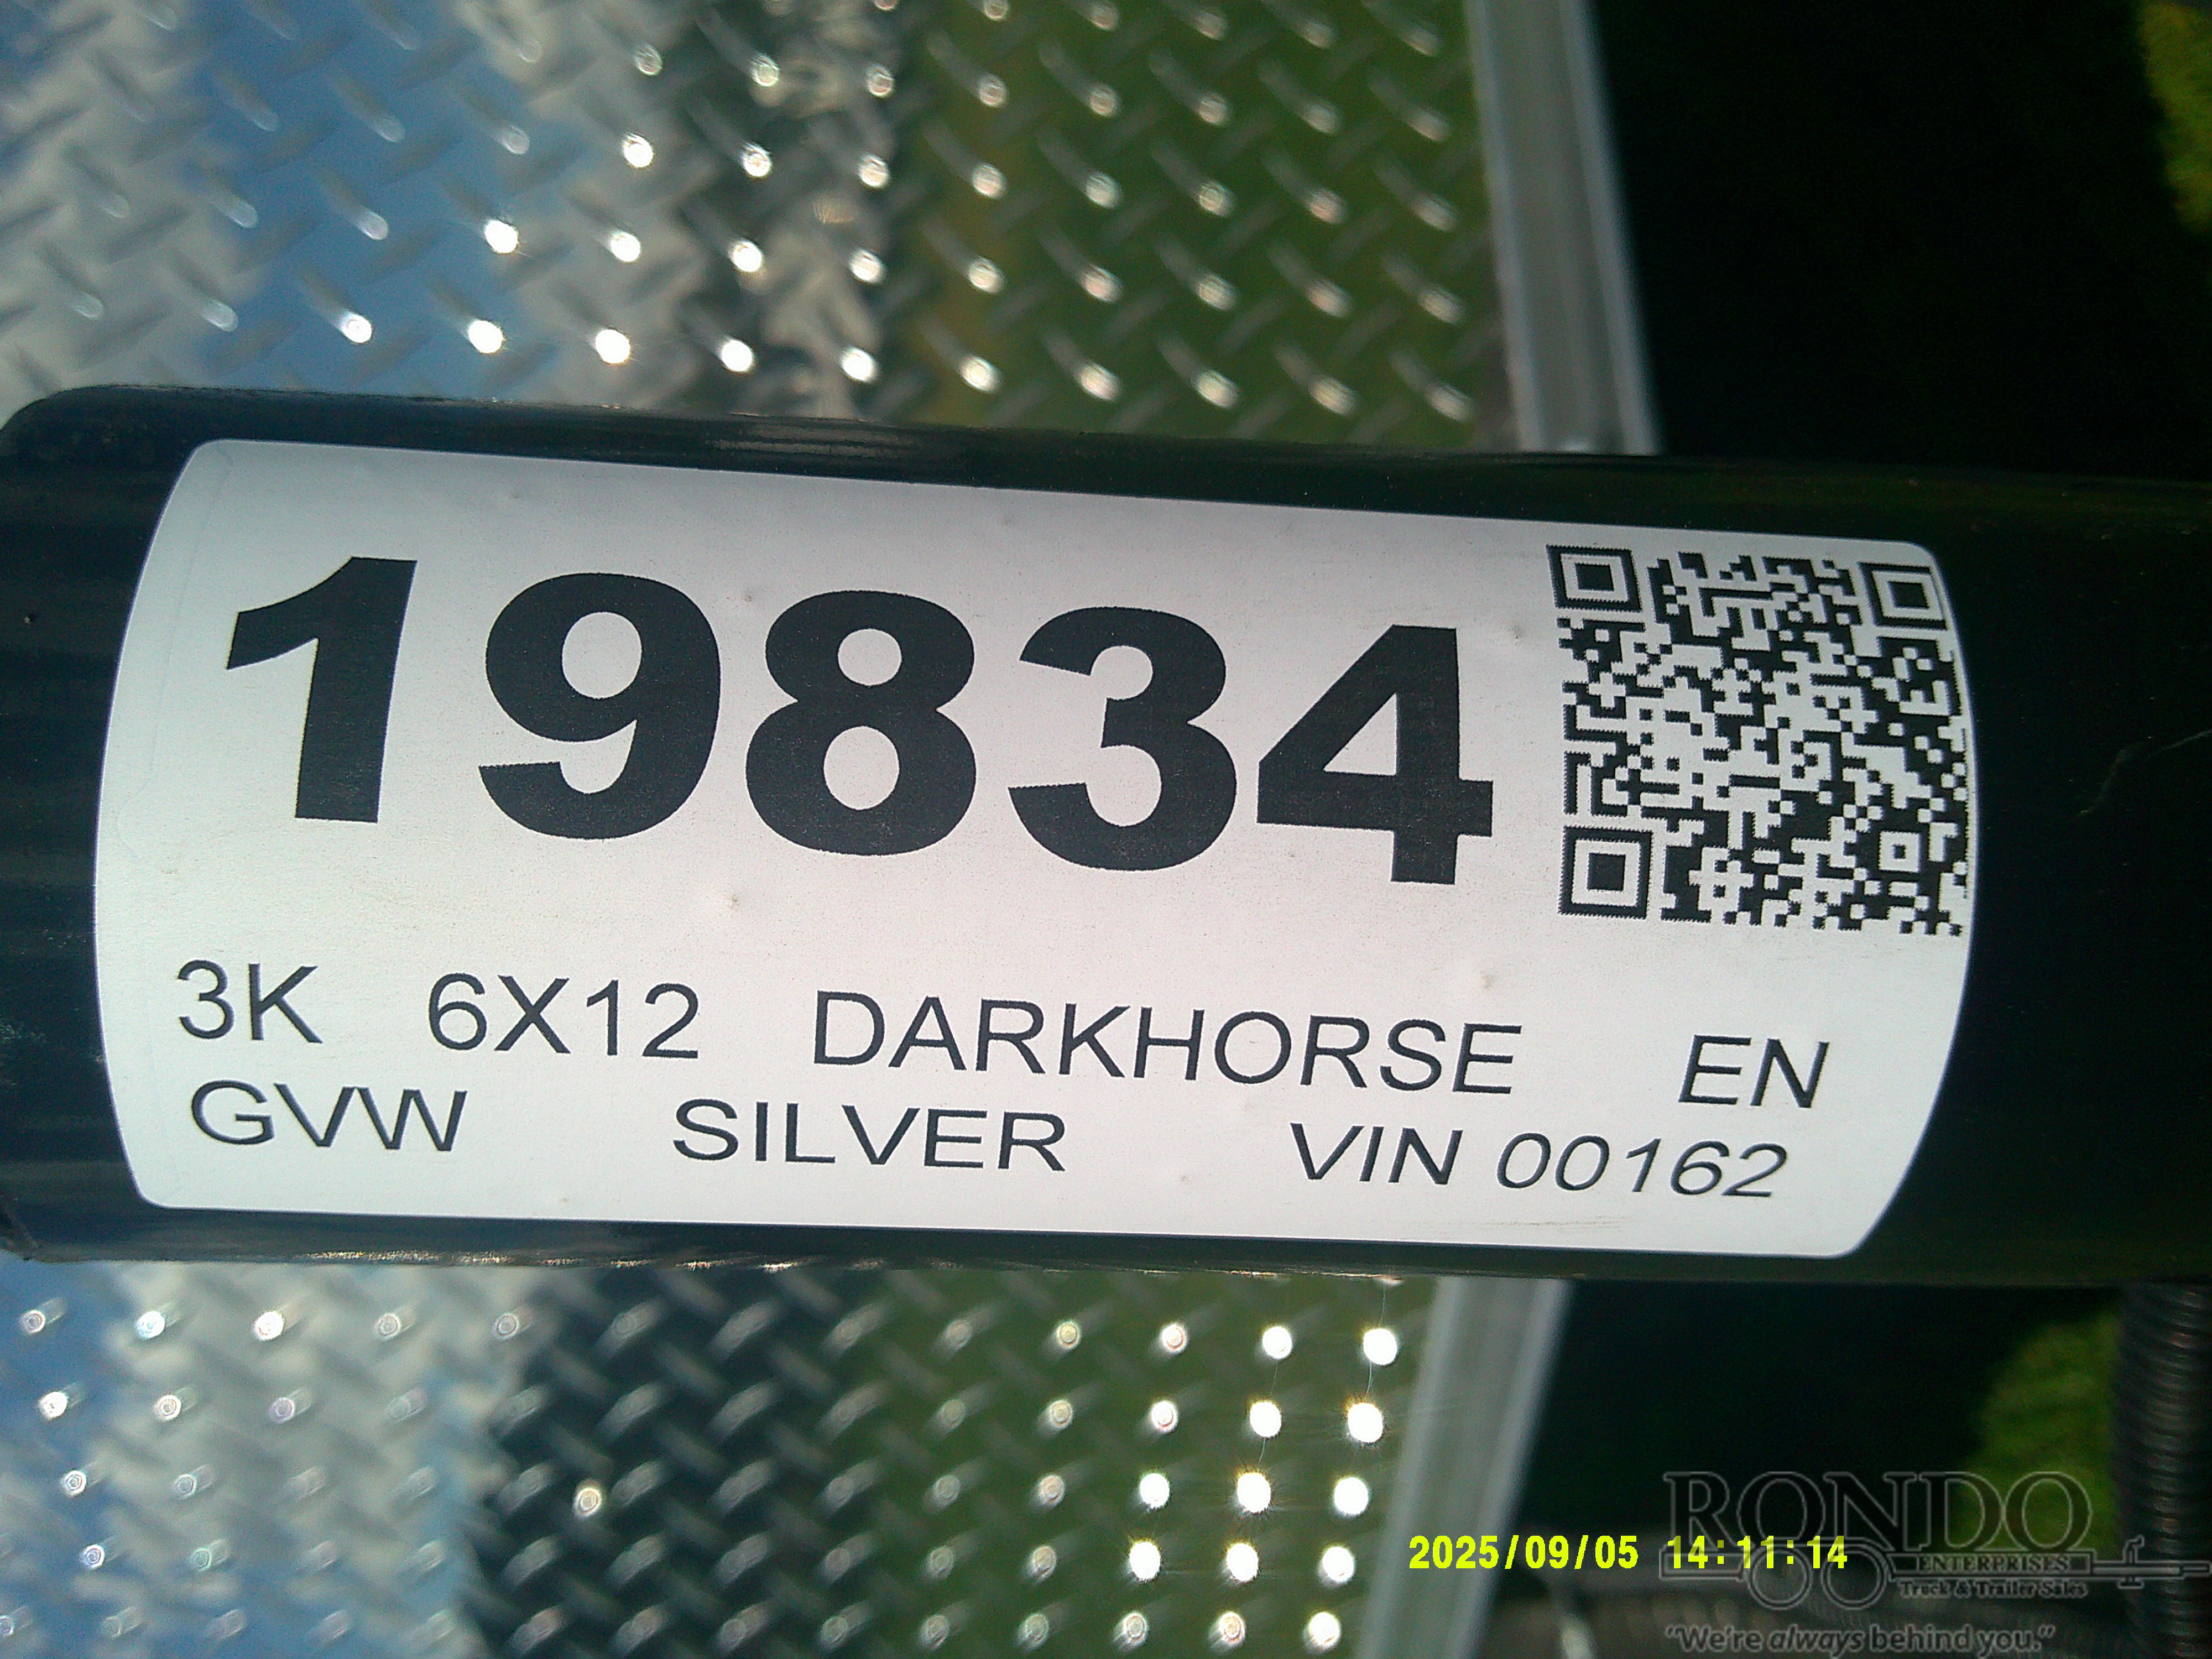 19834
3K 6X12 DARKHORSE EN
GVW SILVER VIN 00162
2025/09/05 14:11:14
RONDO
ENTERPRISES
Truck & Trailer Sales
"We're always behind you."